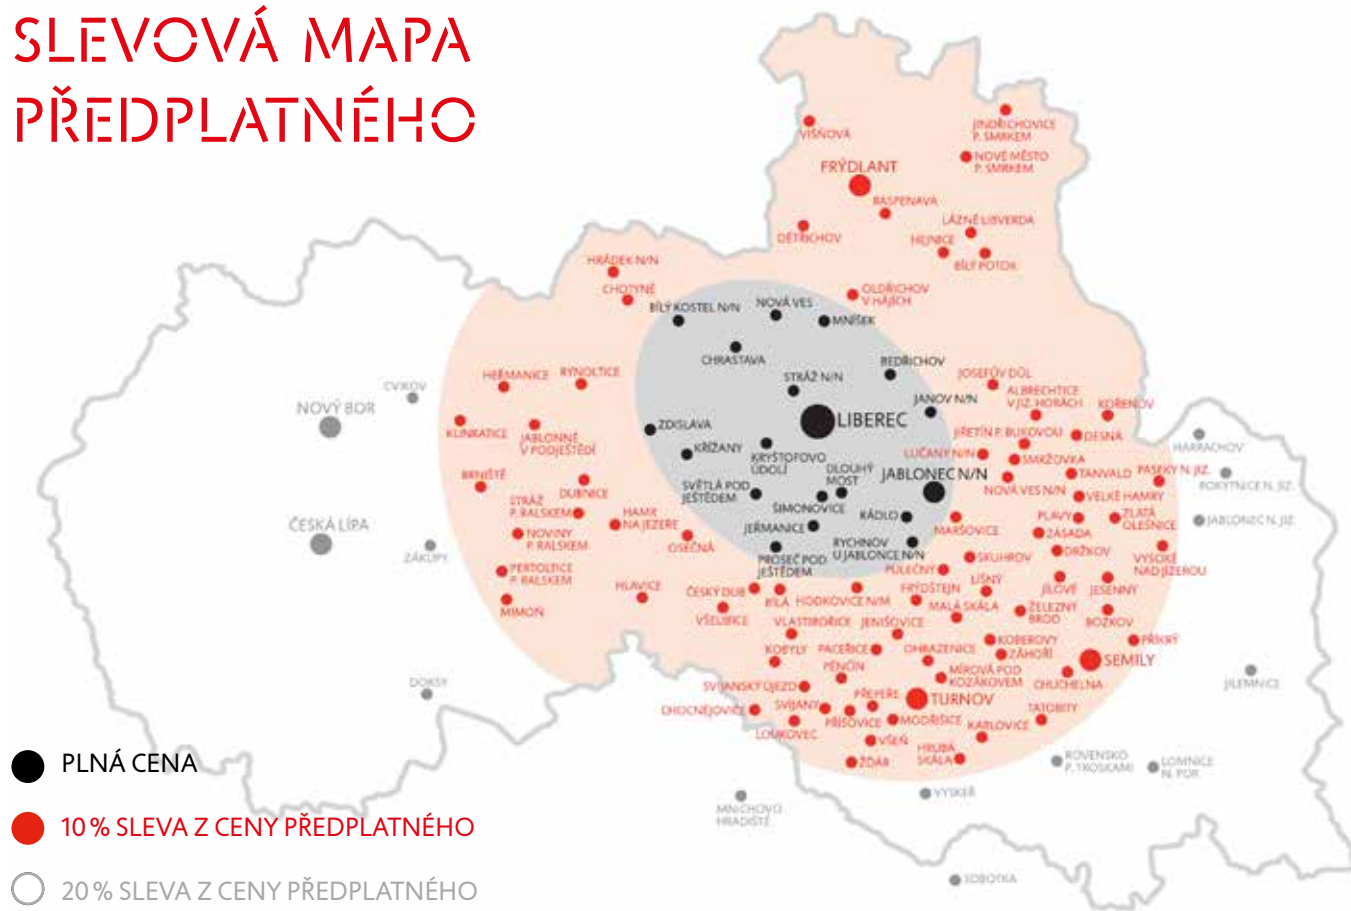 SLEVOVÁ MAPA
PŘEDPLATNÉHO
VIŠŇOVÁ
JINDŘICHOVICE
P. SMRKEM
NOVÉ MĚSTO
P. SMRKEM
FRÝDLANT
RASPENAVA
LÁZNĚ LIBVERDA
DĚTŘICHOV
HEJNICE
BÍLÝ POTOK
HRÁDEK N/N
CHOTYNĚ
OLDŘICHOV
V HÁJÍCH
BÍLÝ KOSTEL N/N
NOVÁ VES
MNÍŠEK
CHRASTAVA
BEDŘICHOV
STRÁŽ N/N
JANOV N/N
LIBEREC
ZDISLAVA
KŘIŽANY
KRYŠTOFOVO
ÚDOLÍ
DLOUHÝ
MOST
JABLONEC N/N
SVĚTLÁ POD
JEŠTĚDEM
ŠIMONOVICE
JEŘMANICE
RÁDLO
PROSEČ POD
JEŠTĚDEM
RYCHNOV
U JABLONCE N/N
HEŘMANICE
RYNOLTICE
CVIKOV
NOVÝ BOR
KUNRATICE
JABLONNÉ
V PODJEŠTĚDÍ
BRNIŠTĚ
DUBNICE
STRÁŽ
P. RALSKEM
HAMR
NA JEZEŘE
ČESKÁ LÍPA
ZÁKUPY
NOVINY
P. RALSKEM
OSEČNÁ
PERTOLTICE
P. RALSKEM
MIMOŇ
HLAVICE
DOKSY
JOSEFŮV DŮL
ALBRECHTICE
V JIZ. HORÁCH
KOŘENOV
JIŘETÍN P. BUKOVOU
DESNÁ
HARRACHOV
LUČANY N/N
SMRŽOVKA
TANVALD
PASEKY N. JIZ.
ROKYTNICE N. JIZ.
NOVÁ VES N/N
VELKÉ HAMRY
MARŠOVICE
PLAVY
ZLATÁ
OLEŠNICE
JABLONEC N. JIZ.
ZÁSADA
SKUHROV
DRŽKOV
VYSOKÉ
NAD JIZEROU
PULEČNÝ
ČESKÝ DUB
BÍLÁ
HODKOVICE N/M
FRÝDŠTEJN
LÍŠNÝ
JÍLOVÉ
JESENNÝ
VŠELIBICE
VLASTIBOŘICE
JENIŠOVICE
MALÁ SKÁLA
ŽELEZNÝ
BROD
BOZKOV
KOBYLY
PACEŘICE
OHRAZENICE
KOBEROVY
ZÁHOŘÍ
PŘÍKRÝ
SEMILY
PĚNČÍN
MÍROVÁ POD
KOZÁKOVEM
CHUCHELNA
JILEMNICE
SVIJANSKÝ ÚJEZD
PŘEPEŘE
TURNOV
CHOCNĚJOVICE
SVIJANY
PŘÍŠOVICE
MODŘIŠICE
KARLOVICE
TATOBITY
LOUKOVEC
VŠEŇ
HRUBÁ
SKÁLA
ŽĎÁR
ROVENSKO
P. TROSKAMI
LOMNICE
N. POP.
MNICHOVO
HRADIŠTĚ
VYSKEŘ
SOBOTKA
PLNÁ CENA
10 % SLEVA Z CENY PŘEDPLATNÉHO
20 % SLEVA Z CENY PŘEDPLATNÉHO